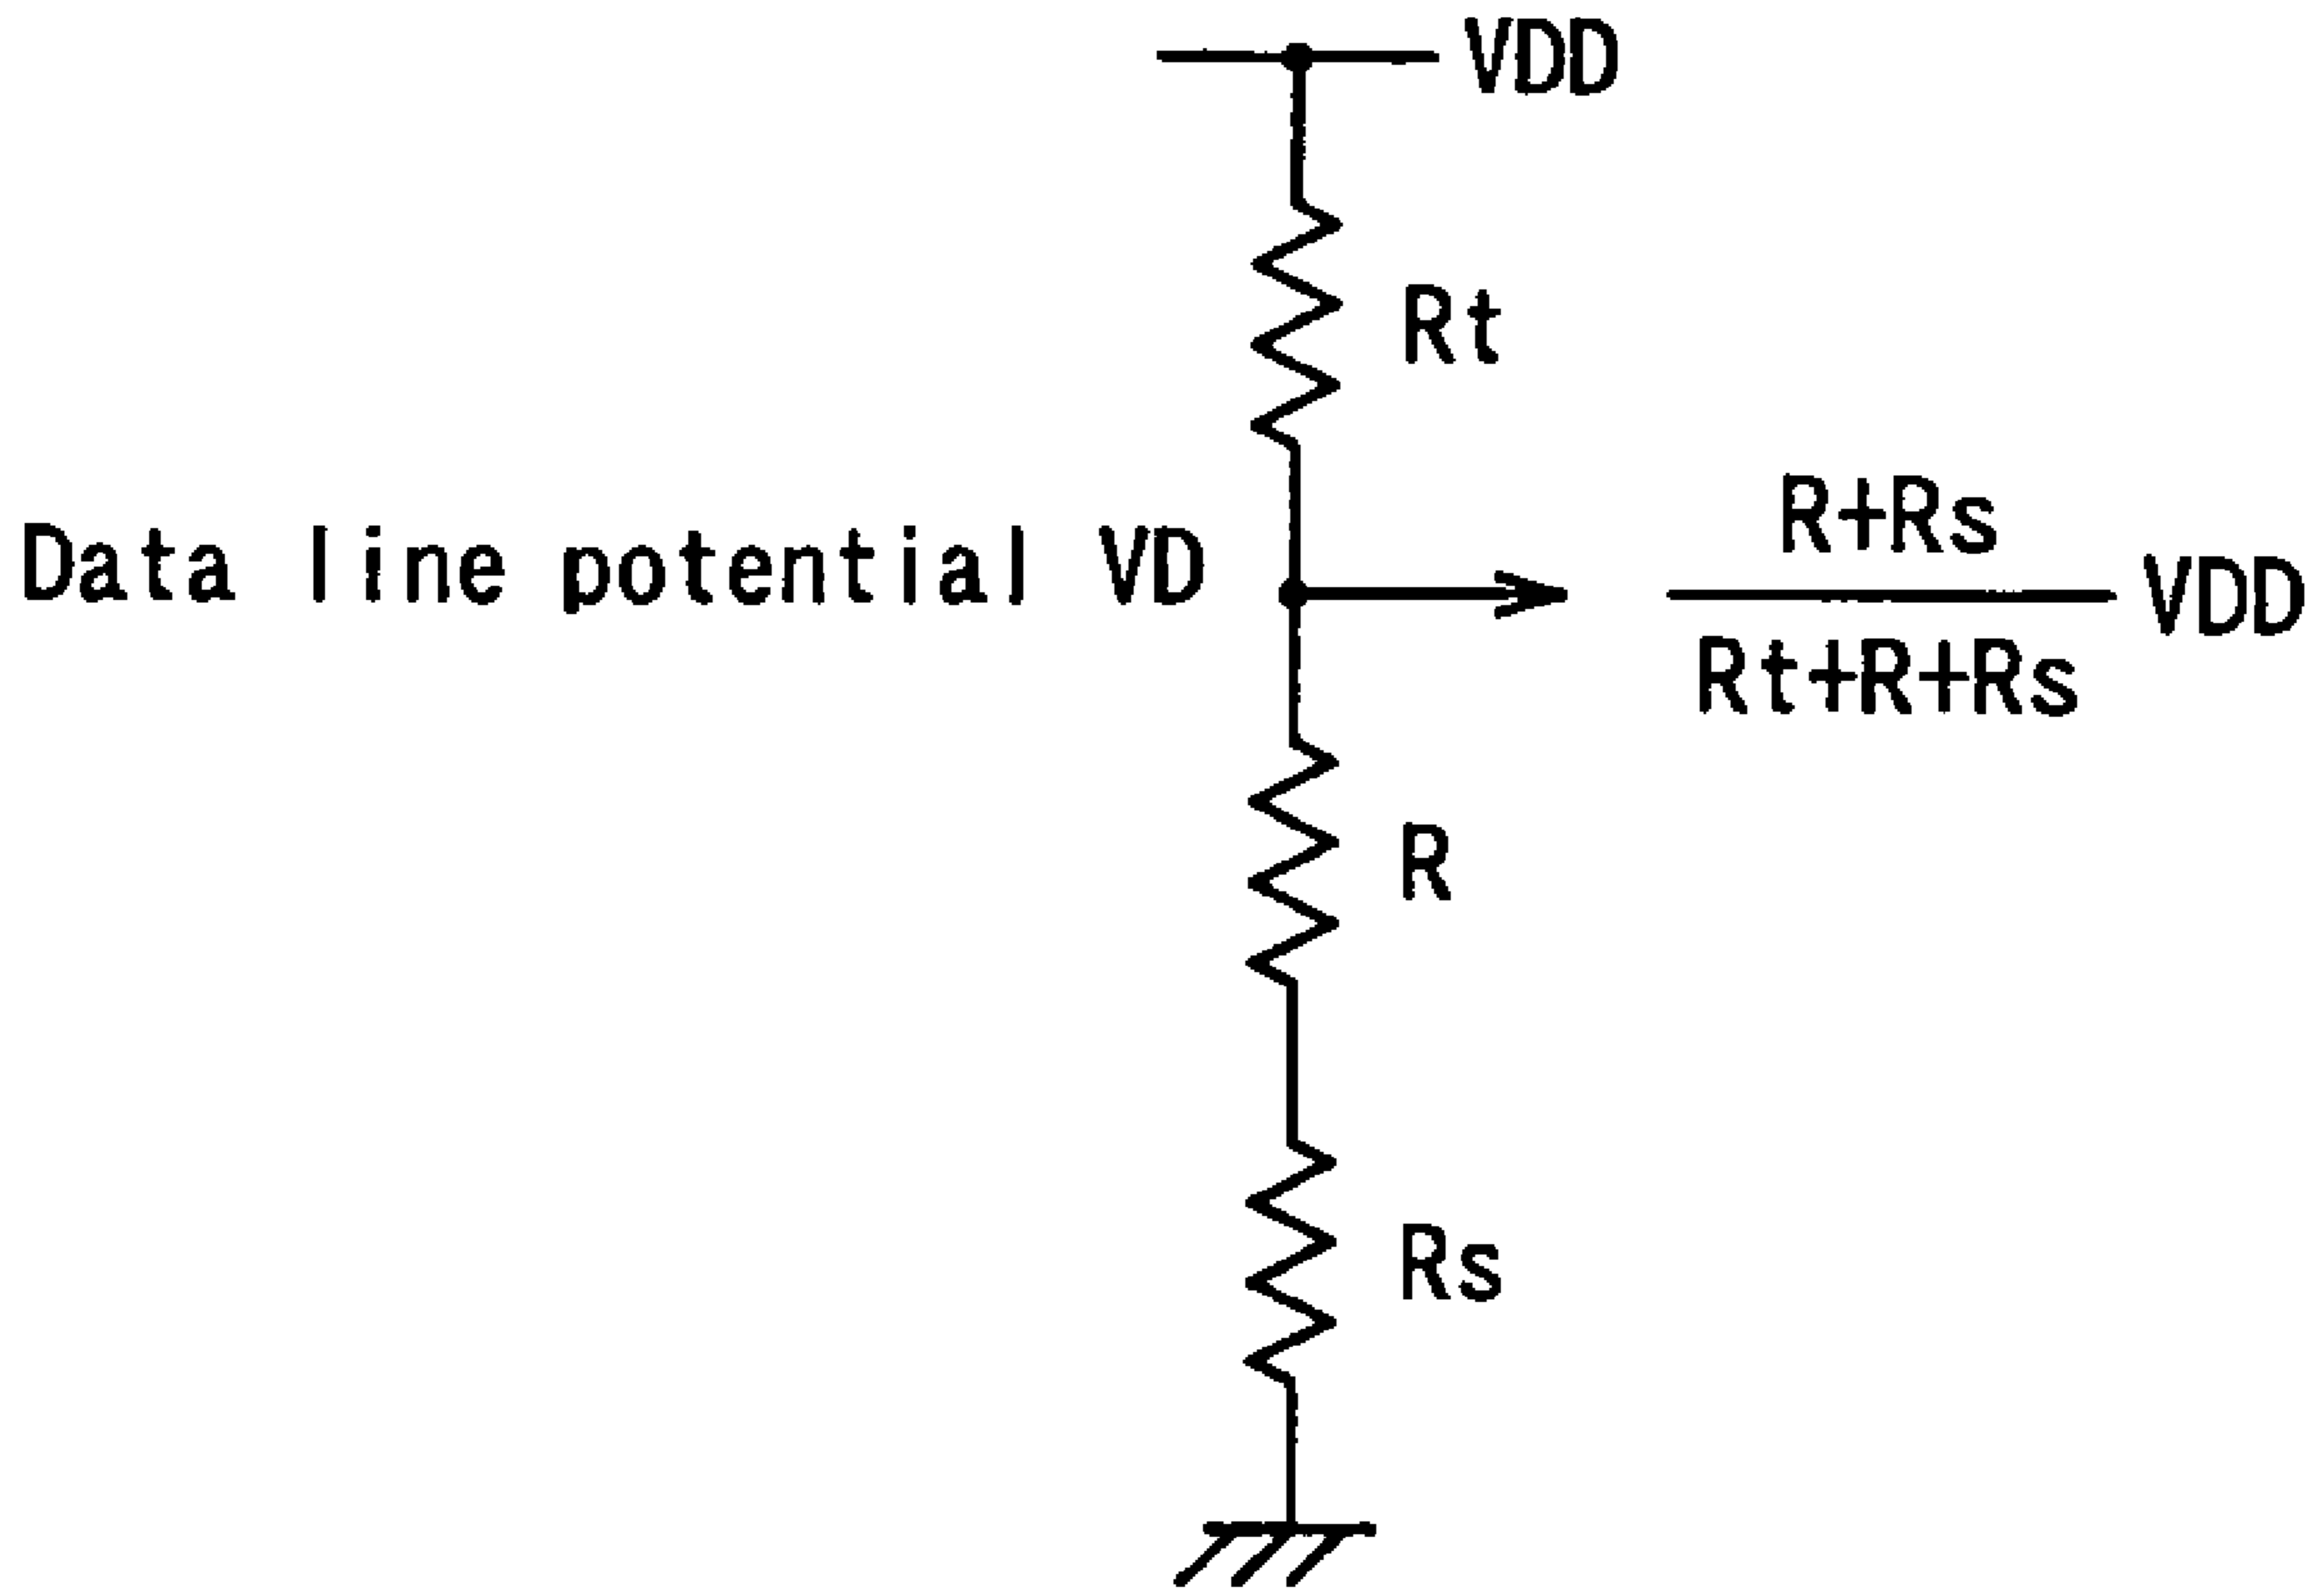 VDD
Rt
Data line potential VD
R+Rs
VDD
Rt+R+Rs
R
Rs